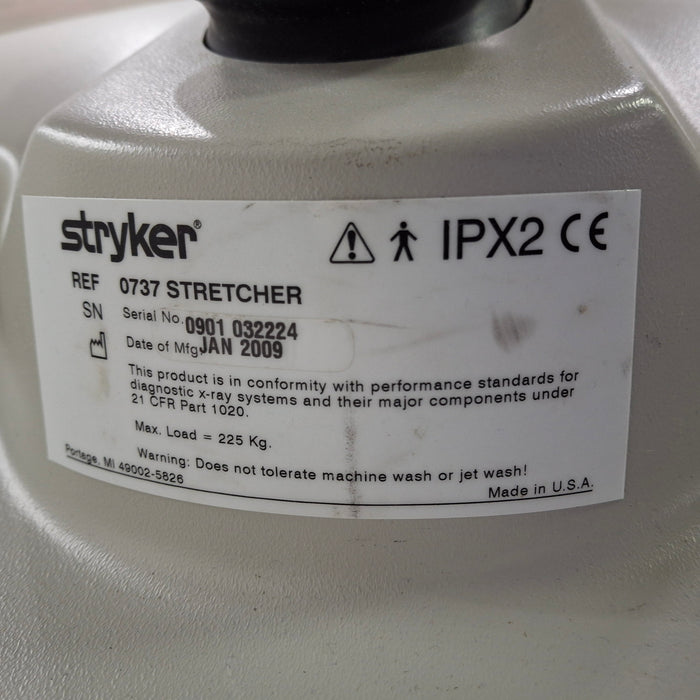 stryker®
IPX2 CE
REF 0737 STRETCHER
SN Serial No. 0901 032224
Date of Mfg JAN 2009
This product is in conformity with performance standards for
diagnostic x-ray systems and their major components under
21 CFR Part 1020.
Max. Load = 225 Kg.
Warning: Does not tolerate machine wash or jet wash!
Portage, MI 49002-5826
Made in U.S.A.